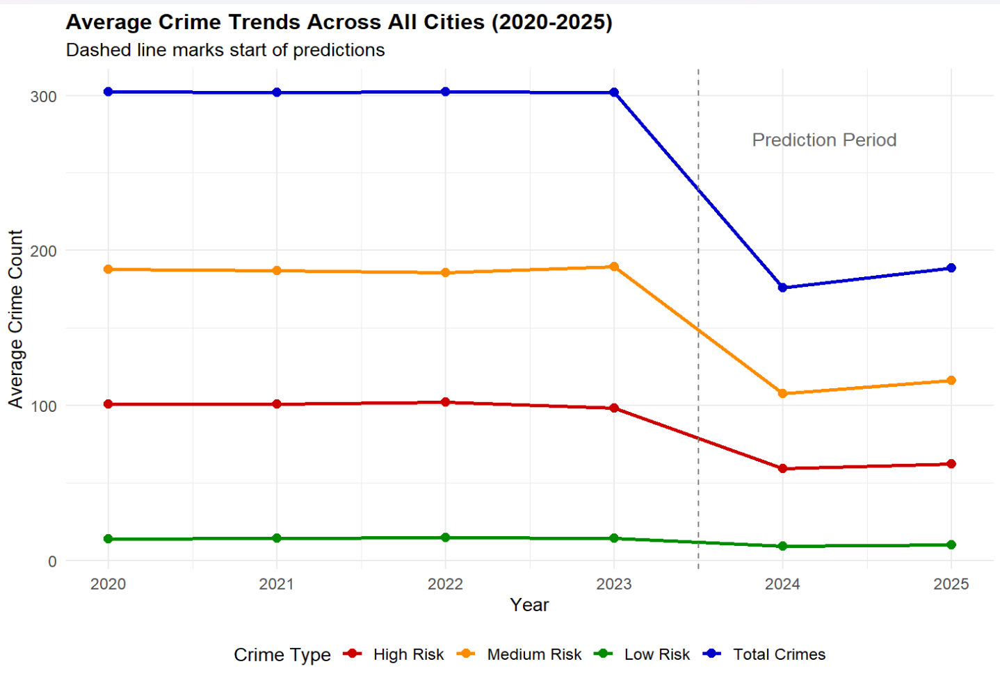 Average Crime Trends Across All Cities (2020-2025)
Dashed line marks start of predictions
300
200
100
0
Average Crime Count
Prediction Period
2020 2021 2022 2023 2024 2025
Year
Crime Type High Risk Medium Risk Low Risk Total Crimes